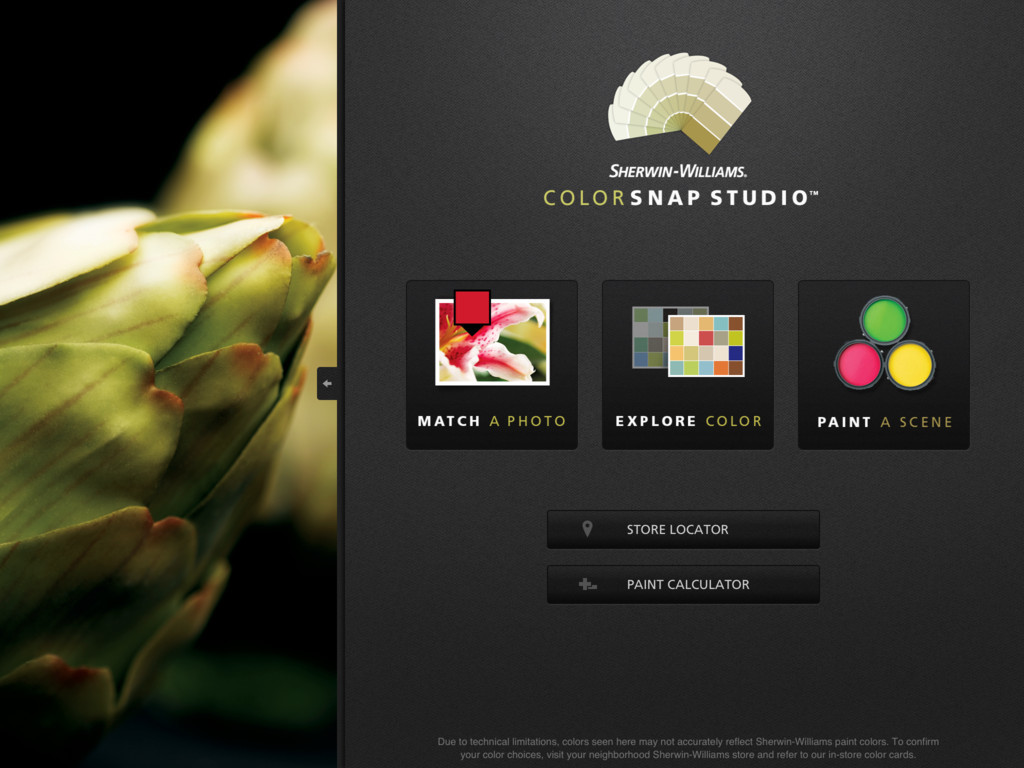 SHERWIN-WILLIAMS®
COLORSNAP STUDIO™
MATCH A PHOTO
EXPLORE COLOR
PAINT A SCENE
STORE LOCATOR
PAINT CALCULATOR
Due to technical limitations, colors seen here may not accurately reflect Sherwin-Williams paint colors. To confirm
your color choices, visit your neighborhood Sherwin-Williams store and refer to our in-store color cards.